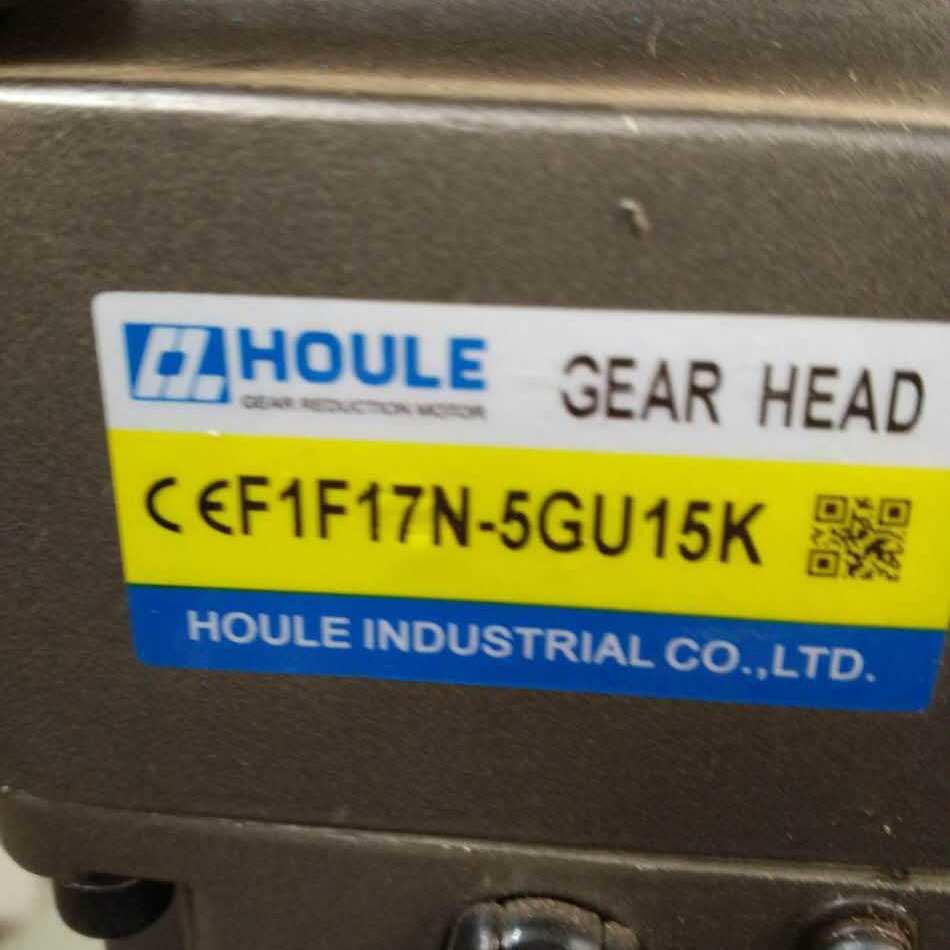 HOULE GEAR HEAD
GEAR REDUCTION MOTOR
CE F1F17N-5GU15K
HOULE INDUSTRIAL CO.,LTD.